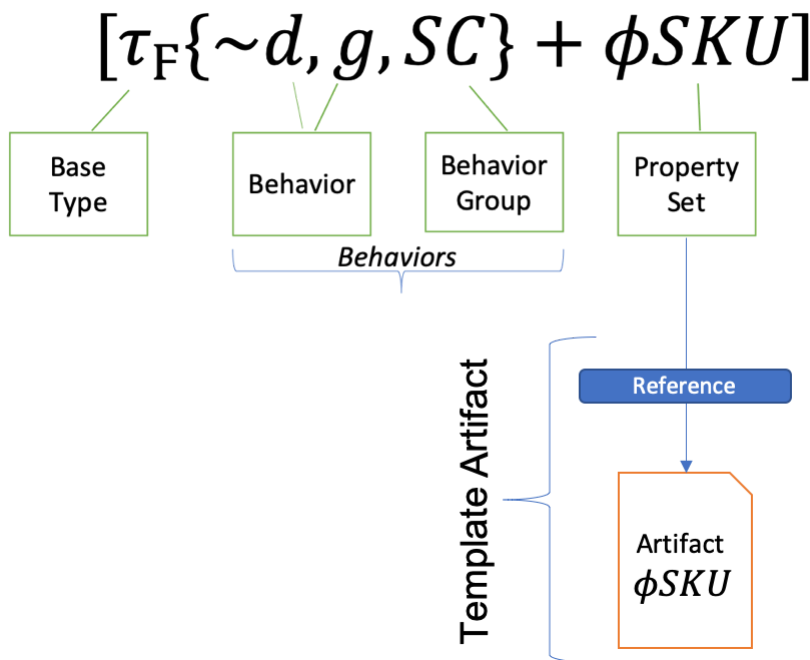 [τF{~d, g, SC} + ϕSKU]
Base
Type
Behavior
Behavior
Group
Property
Set
Behaviors
Template Artifact
Reference
Artifact
ϕSKU